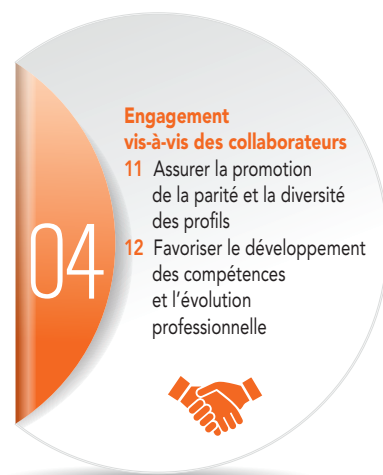 04
Engagement
vis-à-vis des collaborateurs
11 Assurer la promotion
de la parité et la diversité
des profils
12 Favoriser le développement
des compétences
et l'évolution
professionnelle